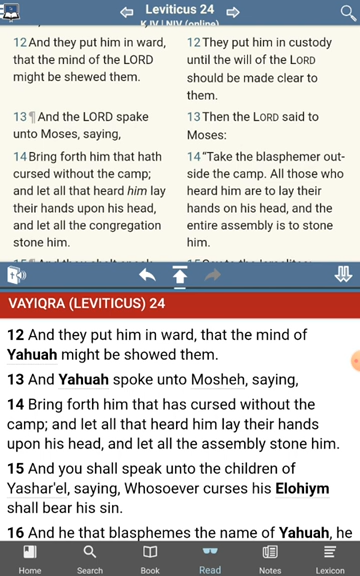 Leviticus 24
KJV | NIV (online)
12 And they put him in ward,
that the mind of the LORD
might be shewed them.
13 ¶ And the LORD spake
unto Moses, saying,
14 Bring forth him that hath
cursed without the camp;
and let all that heard him lay
their hands upon his head,
and let all the congregation
stone him.
12 They put him in custody
until the will of the LORD
should be made clear to
them.
13 Then the LORD said to
Moses:
14 “Take the blasphemer out-
side the camp. All those who
heard him are to lay their
hands on his head, and the
entire assembly is to stone
him.
VAYIQRA (LEVITICUS) 24
12 And they put him in ward, that the mind of
Yahuah might be showed them.
13 And Yahuah spoke unto Mosheh, saying,
14 Bring forth him that has cursed without the
camp; and let all that heard him lay their hands
upon his head, and let all the assembly stone him.
15 And you shall speak unto the children of
Yashar'el, saying, Whosoever curses his Elohiym
shall bear his sin.
16 And he that blasphemes the name of Yahuah, he
Home
Search
Book
Read
Notes
Lexicon